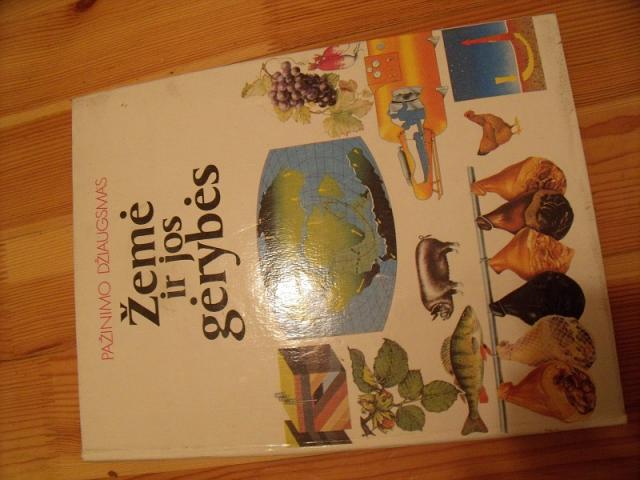 PAŽINIMO DŽIAUGSMAS
Žemė
ir jos
gėrybės